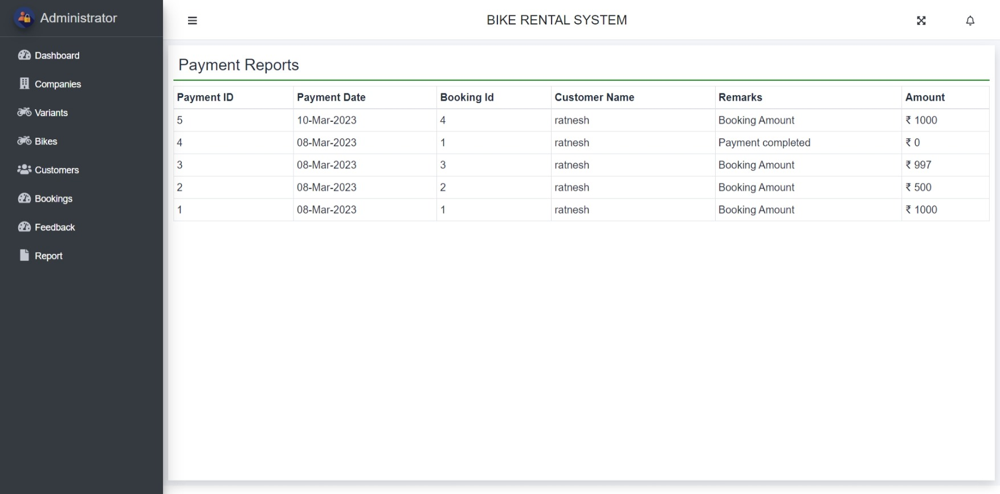 Administrator
BIKE RENTAL SYSTEM
Dashboard
Companies
Variants
Bikes
Customers
Bookings
Feedback
Report
Payment Reports
Payment ID Payment Date Booking Id Customer Name Remarks Amount
5 10-Mar-2023 4 ratnesh Booking Amount ₹ 1000
4 08-Mar-2023 1 ratnesh Payment completed ₹ 0
3 08-Mar-2023 3 ratnesh Booking Amount ₹ 997
2 08-Mar-2023 2 ratnesh Booking Amount ₹ 500
1 08-Mar-2023 1 ratnesh Booking Amount ₹ 1000